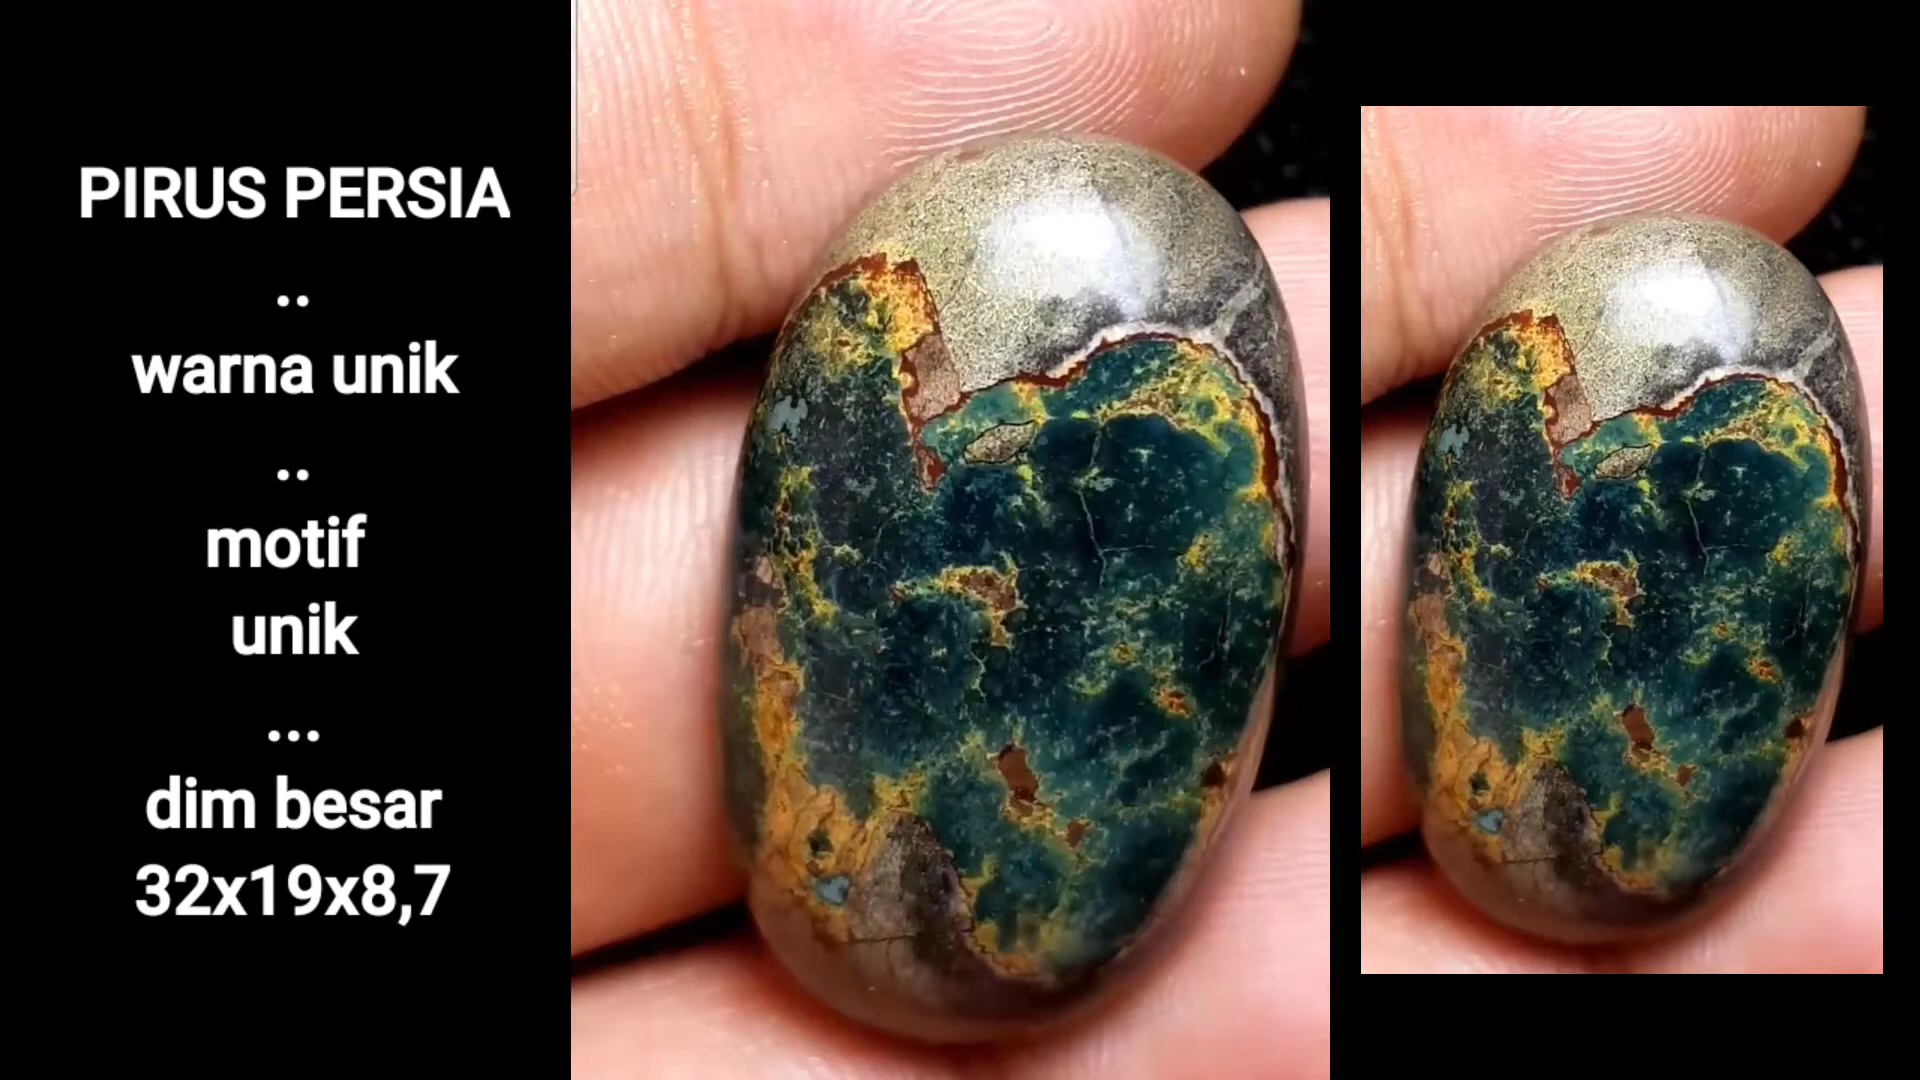 PIRUS PERSIA
..
warna unik
..
motif
unik
...
dim besar
32x19x8,7